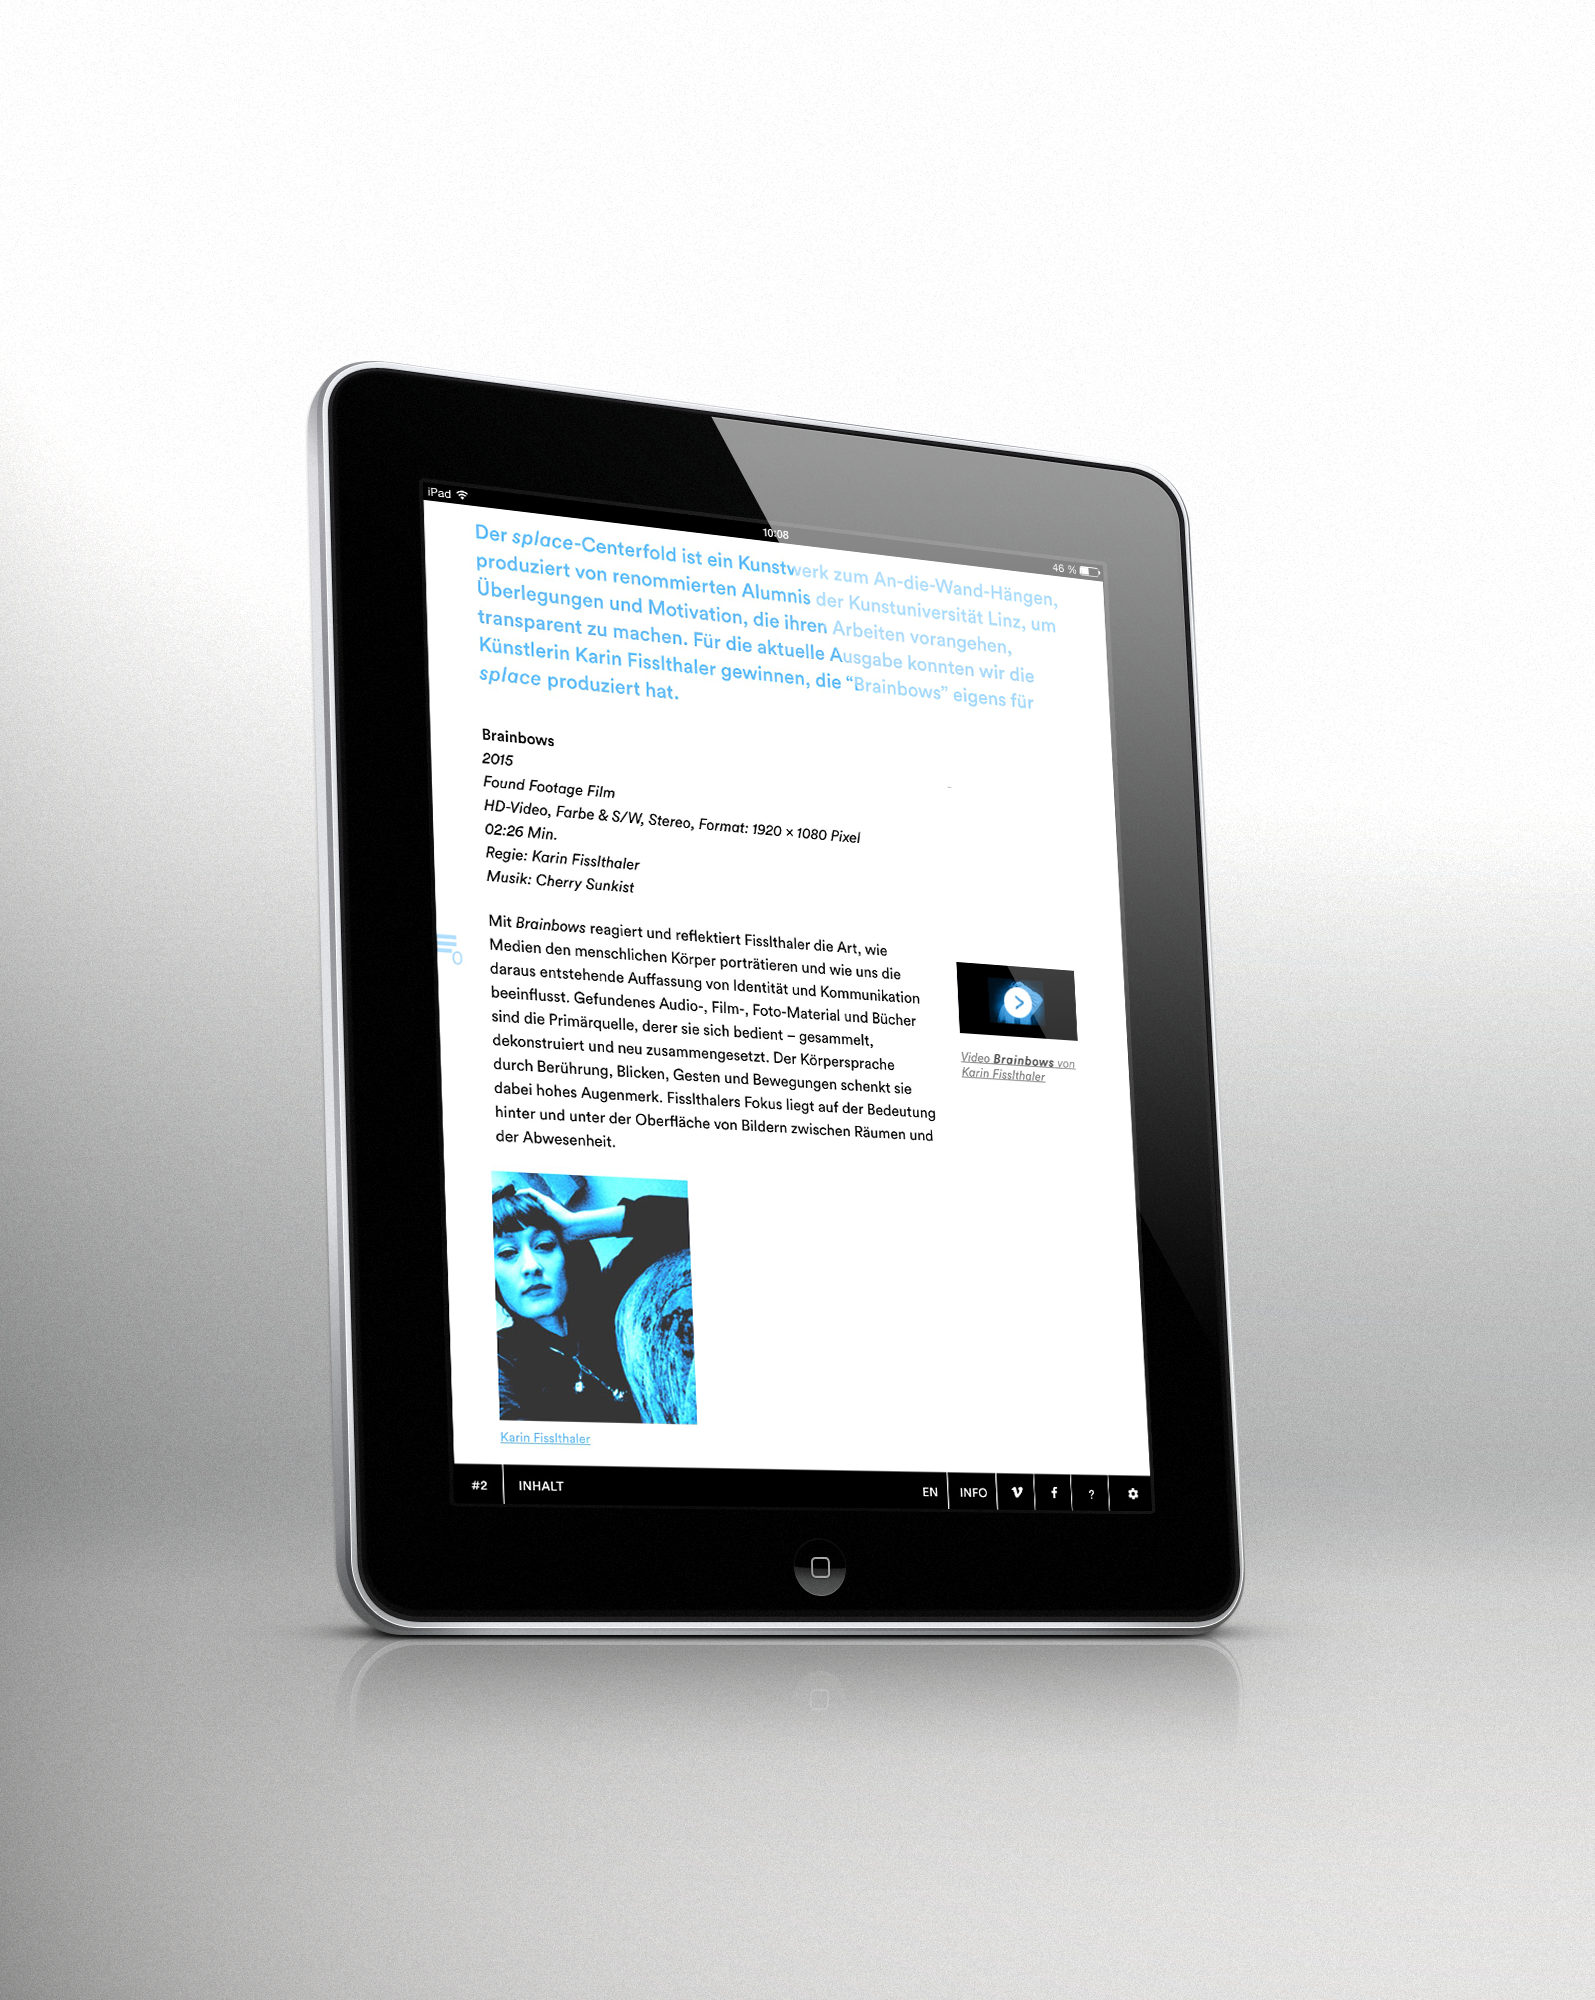 iPad
10:08
46 %
Der splace-Centerfold ist ein Kunstwerk zum An-die-Wand-Hängen,
produziert von renommierten Alumnis der Kunstuniversität Linz, um
Überlegungen und Motivation, die ihren Arbeiten vorangehen,
transparent zu machen. Für die aktuelle Ausgabe konnten wir die
Künstlerin Karin Fisslthaler gewinnen, die “Brainbows” eigens für
splace produziert hat.
Brainbows
2015
Found Footage Film
HD-Video, Farbe & S/W, Stereo, Format: 1920 × 1080 Pixel
02:26 Min.
Regie: Karin Fisslthaler
Musik: Cherry Sunkist
0
Mit Brainbows reagiert und reflektiert Fisslthaler die Art, wie
Medien den menschlichen Körper porträtieren und wie uns die
daraus entstehende Auffassung von Identität und Kommunikation
beeinflusst. Gefundenes Audio-, Film-, Foto-Material und Bücher
sind die Primärquelle, derer sie sich bedient – gesammelt,
dekonstruiert und neu zusammengesetzt. Der Körpersprache
durch Berührung, Blicken, Gesten und Bewegungen schenkt sie
dabei hohes Augenmerk. Fisslthalers Fokus liegt auf der Bedeutung
hinter und unter der Oberfläche von Bildern zwischen Räumen und
der Abwesenheit.
Video Brainbows von
Karin Fisslthaler
Karin Fisslthaler
#2
INHALT
EN
INFO
?